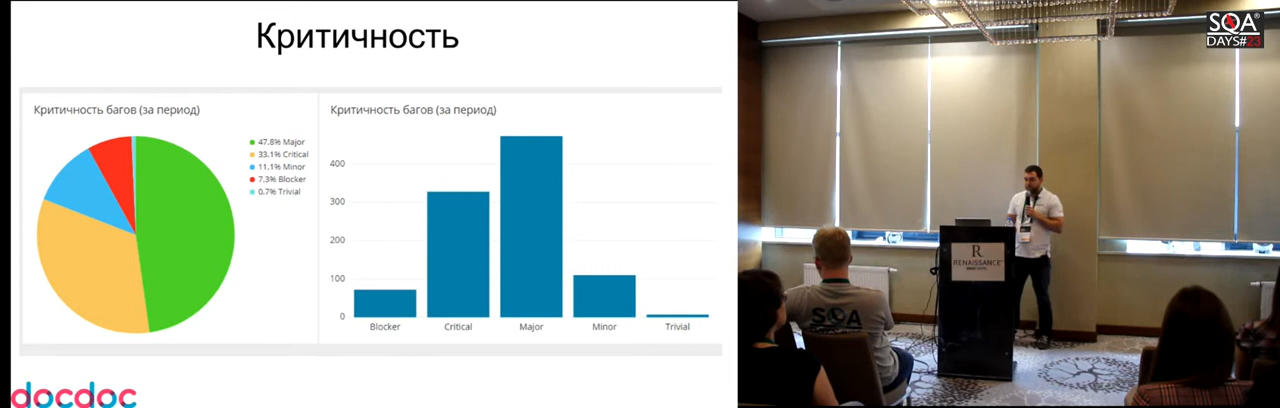 Критичность
Критичность багов (за период)
47,8% Major
33,1% Critical
11,1% Minor
7,3% Blocker
0,7% Trivial
Критичность багов (за период)
400
300
200
100
0
Blocker
Critical
Major
Minor
Trivial
docdoc
SQA
DAYS#23
R
RENAISSANCE
SQA